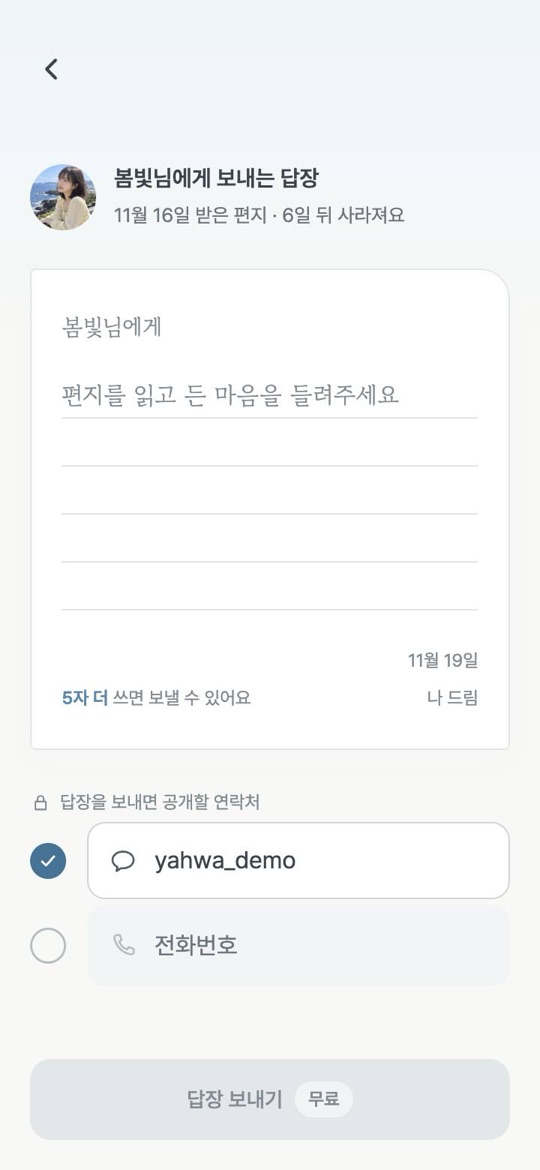 봄빛님에게 보내는 답장
11월 16일 받은 편지 · 6일 뒤 사라져요
봄빛님에게
편지를 읽고 든 마음을 들려주세요
11월 19일
5자 더 쓰면 보낼 수 있어요
나 드림
답장을 보내면 공개할 연락처
yahwa_demo
전화번호
답장 보내기 무료